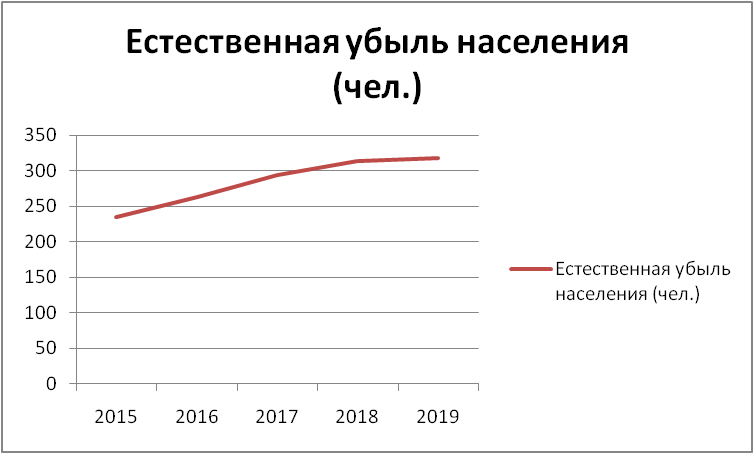 Естественная убыль населения
(чел.)
350
300
250
200
150
100
50
0
2015 2016 2017 2018 2019
Естественная убыль
населения (чел.)